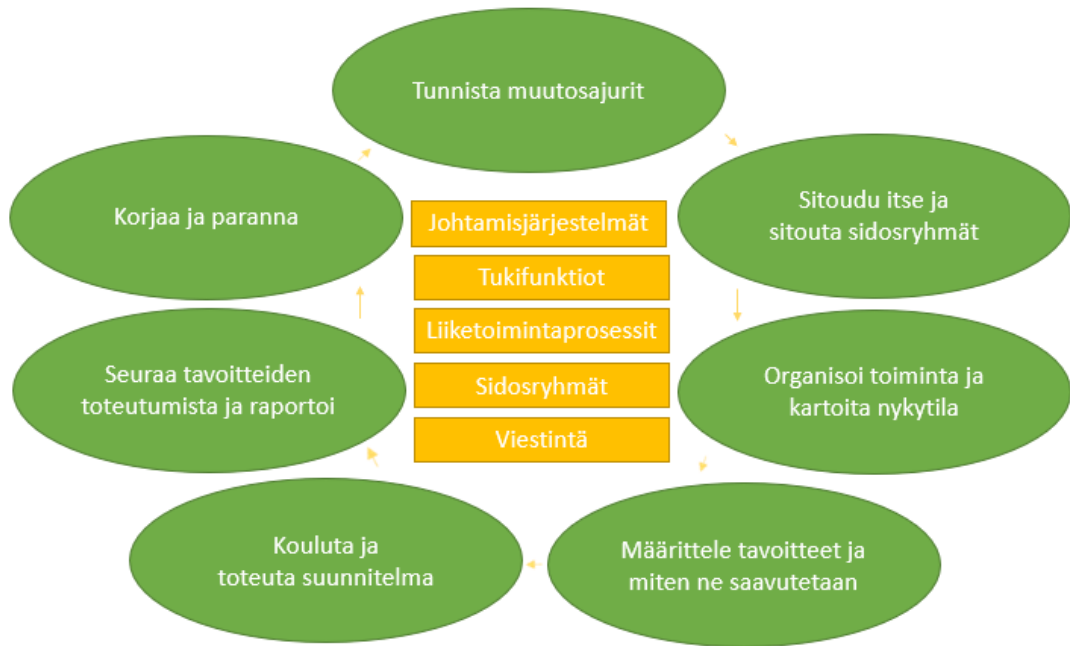 Tunnista muutosajurit
Sitoudu itse ja
sitouta sidosryhmät
Organisoi toiminta ja
kartoita nykytila
Määrittele tavoitteet ja
miten ne saavutetaan
Kouluta ja
toteuta suunnitelma
Seuraa tavoitteiden
toteutumista ja raportoi
Korjaa ja paranna
Johtamisjärjestelmät
Tukifunktiot
Liiketoimintaprosessit
Sidosryhmät
Viestintä